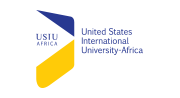 USIU
AFRICA
United States
International
University-Africa